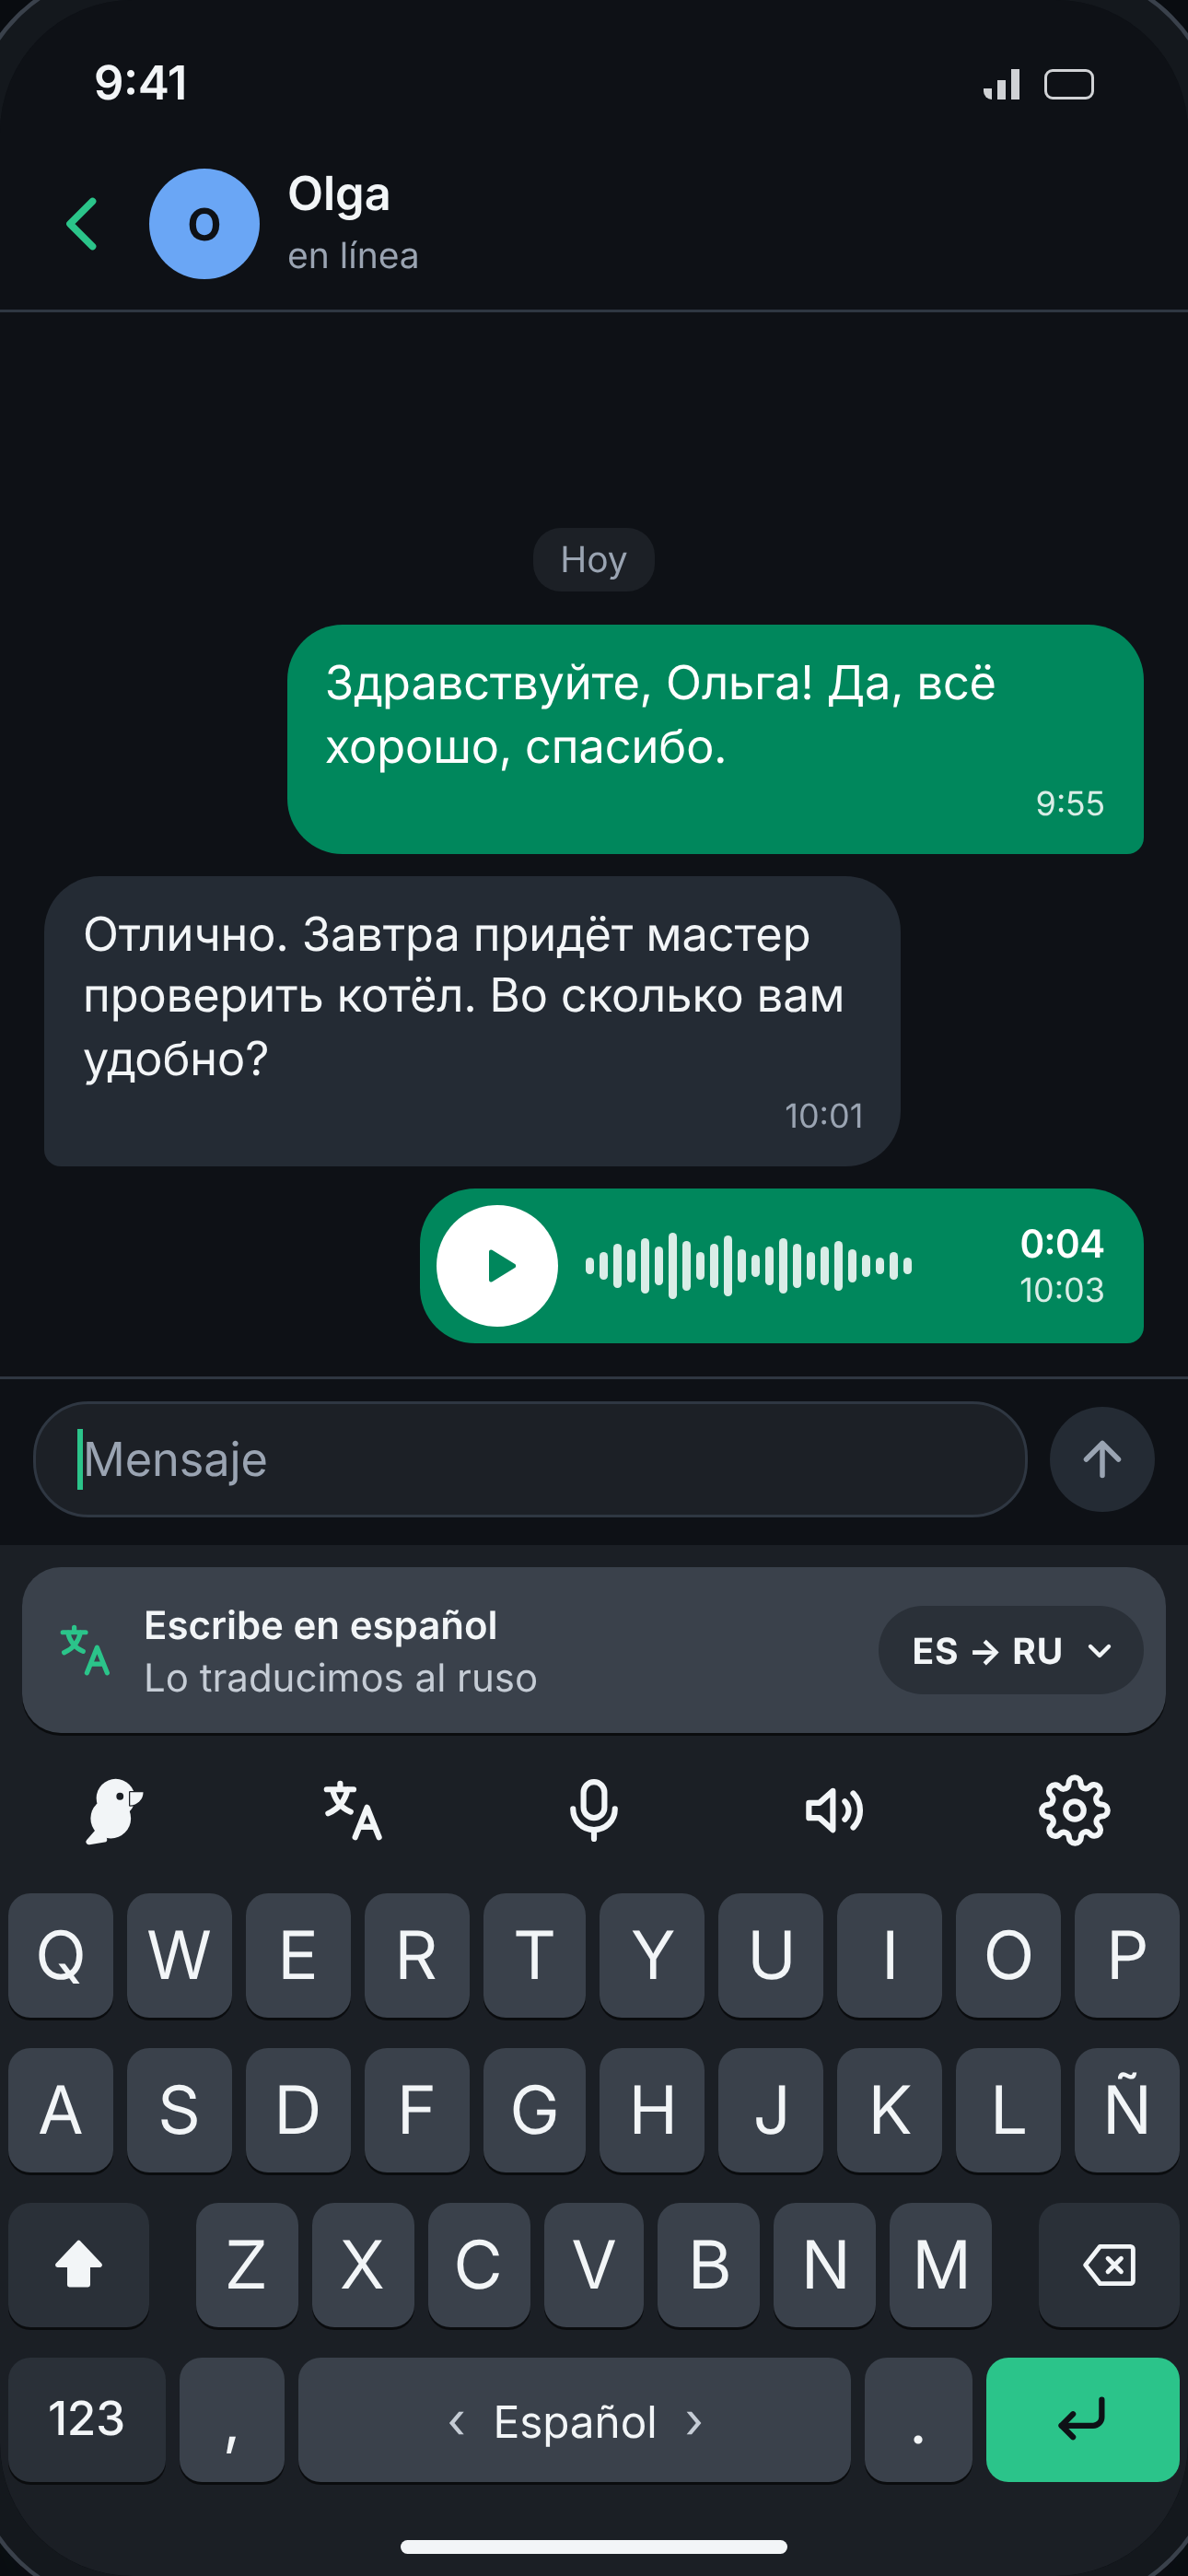 9:41
O
Olga
en línea
Hoy
Здравствуйте, Ольга! Да, всё
хорошо, спасибо.
9:55
Отлично. Завтра придёт мастер
проверить котёл. Во сколько вам
удобно?
10:01
0:04
10:03
Mensaje
Escribe en español
Lo traducimos al ruso
ES → RU
Q W E R T Y U I O P
A S D F G H J K L Ñ
Z X C V B N M
123 , ‹ Español › .